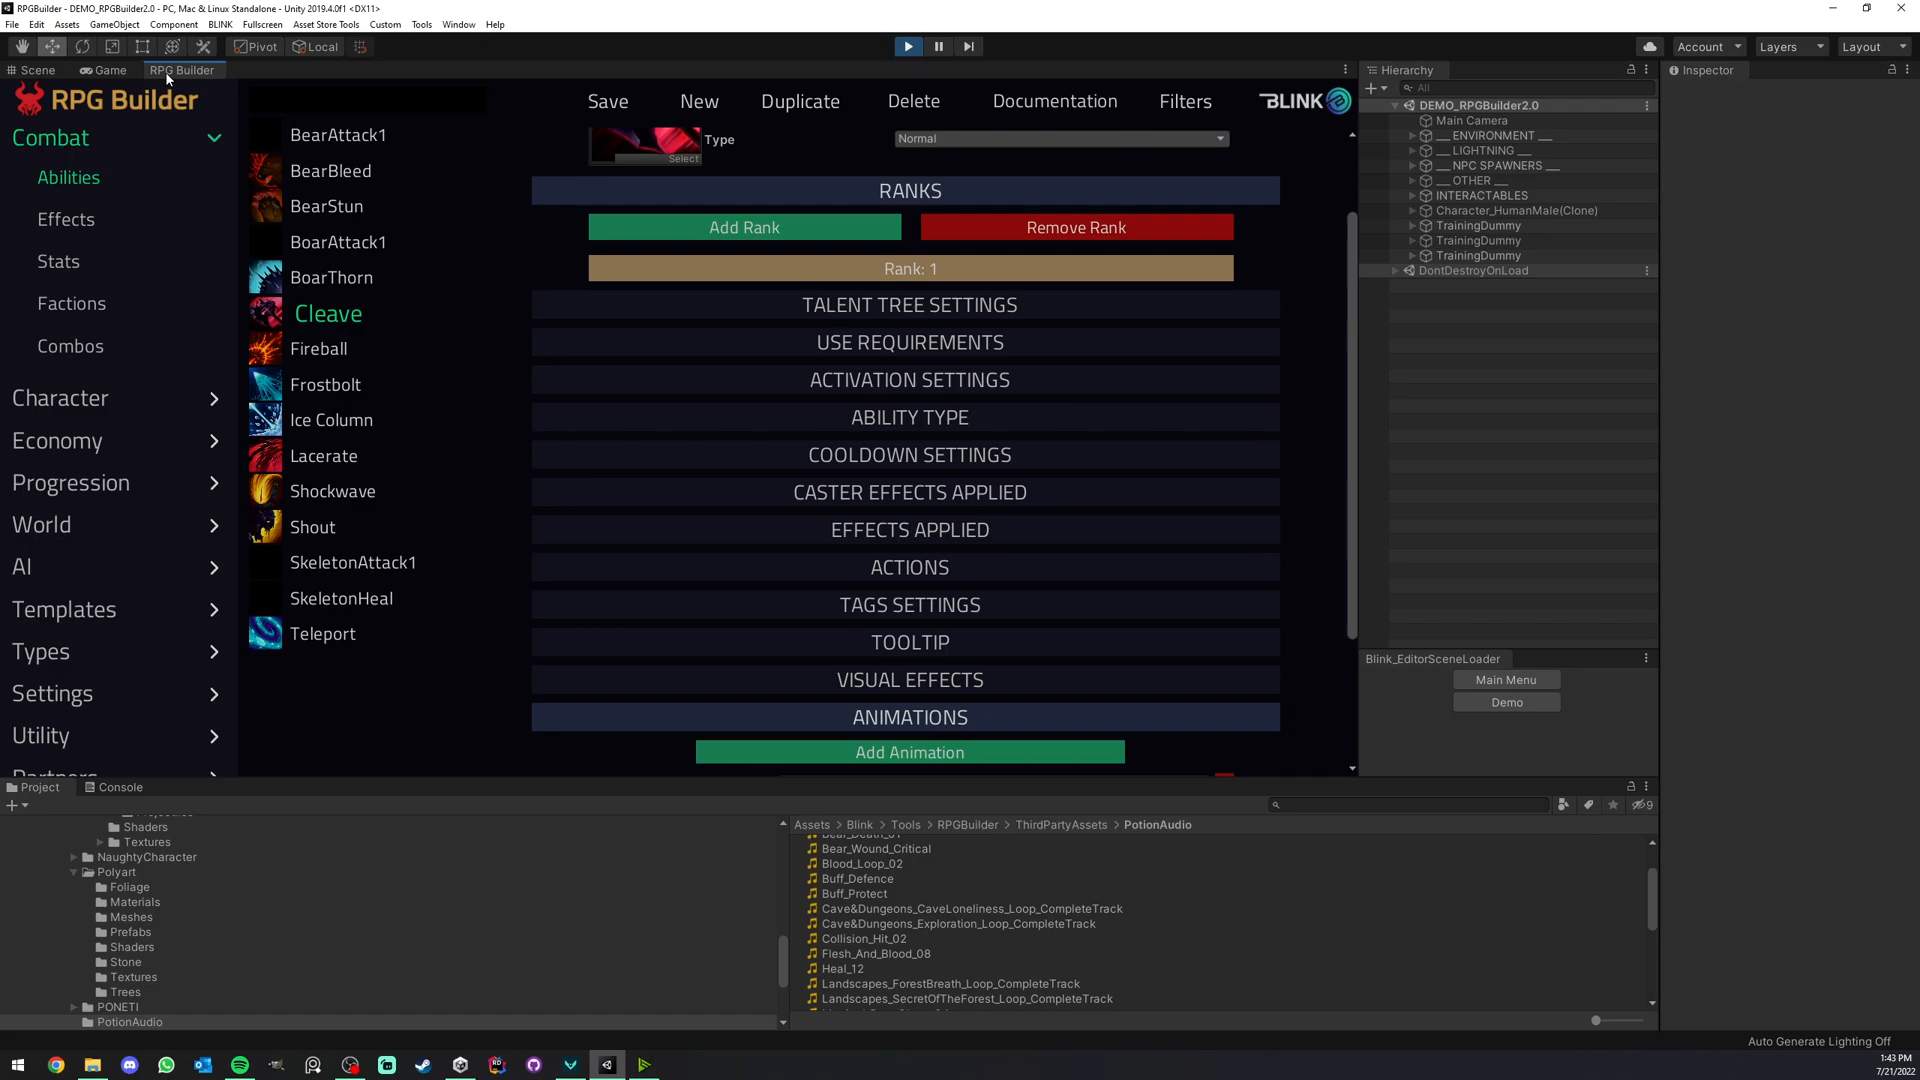 RPGBuilder - DEMO_RPGBuilder2.0 - PC, Mac & Linux Standalone - Unity 2019.4.0f1 <DX11>
File Edit Assets GameObject Component BLINK Fullscreen Asset Store Tools Custom Tools Window Help
Pivot Local Account Layers Layout
Scene Game RPG Builder Hierarchy Inspector
RPG Builder
Save New Duplicate Delete Documentation Filters BLINK
Combat
Abilities
Effects
Stats
Factions
Combos
Character
Economy
Progression
World
AI
Templates
Types
Settings
Utility
Partners
BearAttack1
BearBleed
BearStun
BoarAttack1
BoarThorn
Cleave
Fireball
Frostbolt
Ice Column
Lacerate
Shockwave
Shout
SkeletonAttack1
SkeletonHeal
Teleport
Type Normal
Select
RANKS
Add Rank Remove Rank
Rank: 1
TALENT TREE SETTINGS
USE REQUIREMENTS
ACTIVATION SETTINGS
ABILITY TYPE
COOLDOWN SETTINGS
CASTER EFFECTS APPLIED
EFFECTS APPLIED
ACTIONS
TAGS SETTINGS
TOOLTIP
VISUAL EFFECTS
ANIMATIONS
Add Animation
All
DEMO_RPGBuilder2.0
Main Camera
__ ENVIRONMENT __
__ LIGHTNING __
__ NPC SPAWNERS __
__ OTHER __
INTERACTABLES
Character_HumanMale(Clone)
TrainingDummy
TrainingDummy
TrainingDummy
DontDestroyOnLoad
Blink_EditorSceneLoader
Main Menu
Demo
Project Console
9
Shaders
Textures
NaughtyCharacter
Polyart
Foliage
Materials
Meshes
Prefabs
Shaders
Stone
Textures
Trees
PONETI
PotionAudio
Assets > Blink > Tools > RPGBuilder > ThirdPartyAssets > PotionAudio
Bear_Death_01
Bear_Wound_Critical
Blood_Loop_02
Buff_Defence
Buff_Protect
Cave&Dungeons_CaveLoneliness_Loop_CompleteTrack
Cave&Dungeons_Exploration_Loop_CompleteTrack
Collision_Hit_02
Flesh_And_Blood_08
Heal_12
Landscapes_ForestBreath_Loop_CompleteTrack
Landscapes_SecretOfTheForest_Loop_CompleteTrack
Auto Generate Lighting Off
1:43 PM
7/21/2022